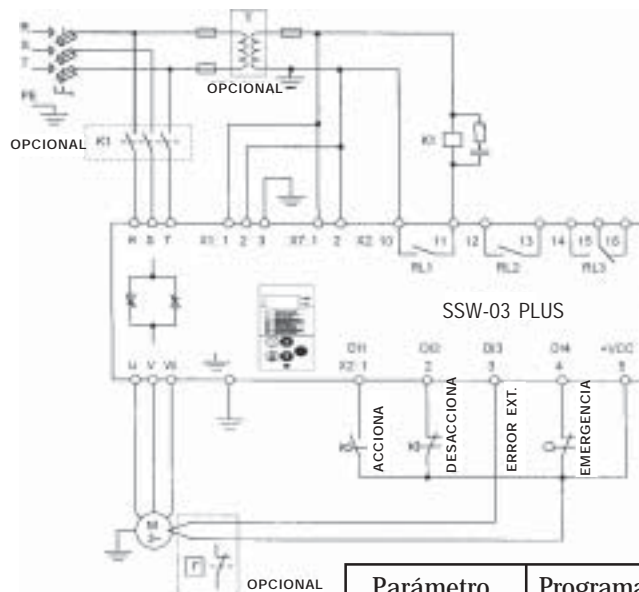 R
S
T
PE
T
OPCIONAL
OPCIONAL
K1
K1
R S T X1: 1 2 3 X7: 1 2 X2: 10 11 12 13 14 15 16
RL1 RL2 RL3
SSW-03 PLUS
U V W
DI1 DI2 DI3 DI4 +VCC
X2: 1 2 3 4 5
ACCIONA
DESACCIONA
ERROR EXT.
EMERGENCIA
M
OPCIONAL
Parámetro